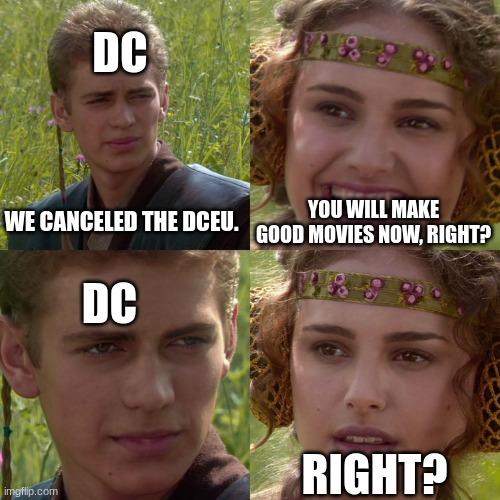 DC
WE CANCELED THE DCEU.
YOU WILL MAKE
GOOD MOVIES NOW, RIGHT?
DC
RIGHT?
imgflip.com